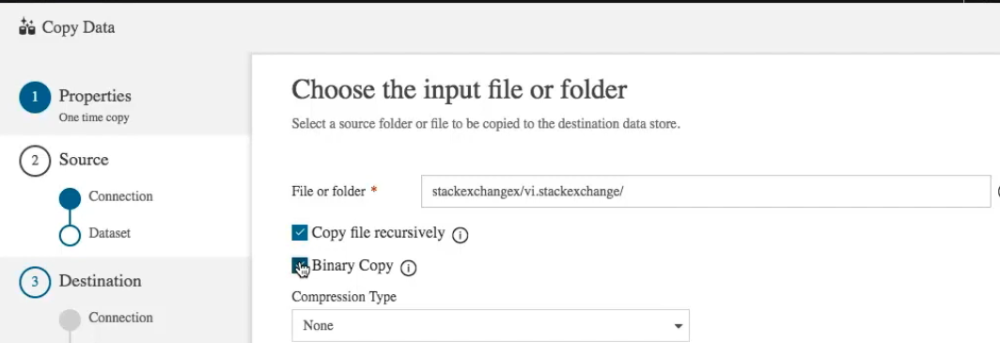 Copy Data
1 Properties
One time copy
2 Source
Connection
Dataset
3 Destination
Connection
Choose the input file or folder
Select a source folder or file to be copied to the destination data store.
File or folder * stackexchangex/vi.stackexchange/
Copy file recursively
Binary Copy
Compression Type
None